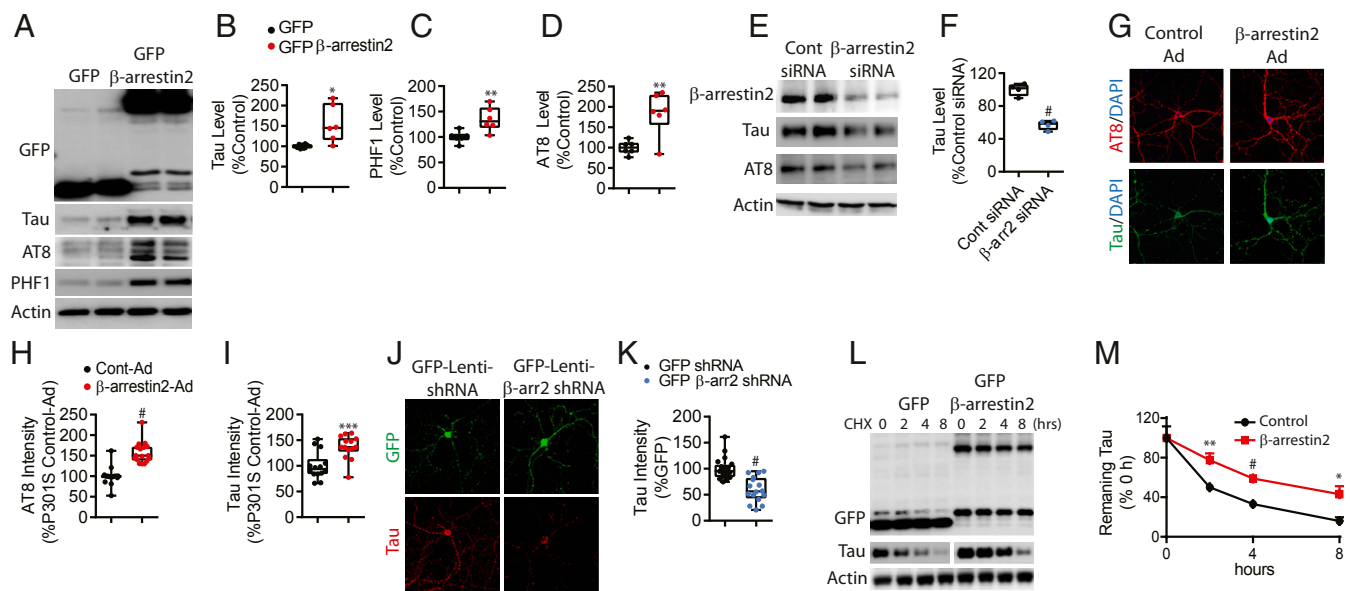 A
GFP
GFP
β-arrestin2
GFP
Tau
AT8
PHF1
Actin
B
GFP
GFP β-arrestin2
Tau Level
(%Control)
250
200
150
100
50
0
*
C
PHF1 Level
(%Control)
200
150
100
50
0
**
D
AT8 Level
(%Control)
250
200
150
100
50
0
**
E
Cont β-arrestin2
siRNA siRNA
β-arrestin2
Tau
AT8
Actin
F
Tau Level
(%Control siRNA)
120
80
40
0
#
Cont siRNA
β-arr2 siRNA
G
Control
Ad
β-arrestin2
Ad
AT8/DAPI
Tau/DAPI
H
Cont-Ad
β-arrestin2-Ad
AT8 Intensity
(%P301S Control-Ad)
250
200
150
100
50
0
#
I
Tau Intensity
(%P301S Control-Ad)
200
150
100
50
0
***
J
GFP-Lenti-
shRNA
GFP-Lenti-
β-arr2 shRNA
GFP
Tau
K
GFP shRNA
GFP β-arr2 shRNA
Tau Intensity
(%GFP)
200
150
100
50
0
#
L
GFP
GFP
β-arrestin2
CHX 0 2 4 8 0 2 4 8 (hrs)
GFP
Tau
Actin
M
Control
β-arrestin2
Remaining Tau
(% 0 h)
120
80
40
0
**
#
*
0 4 8
hours